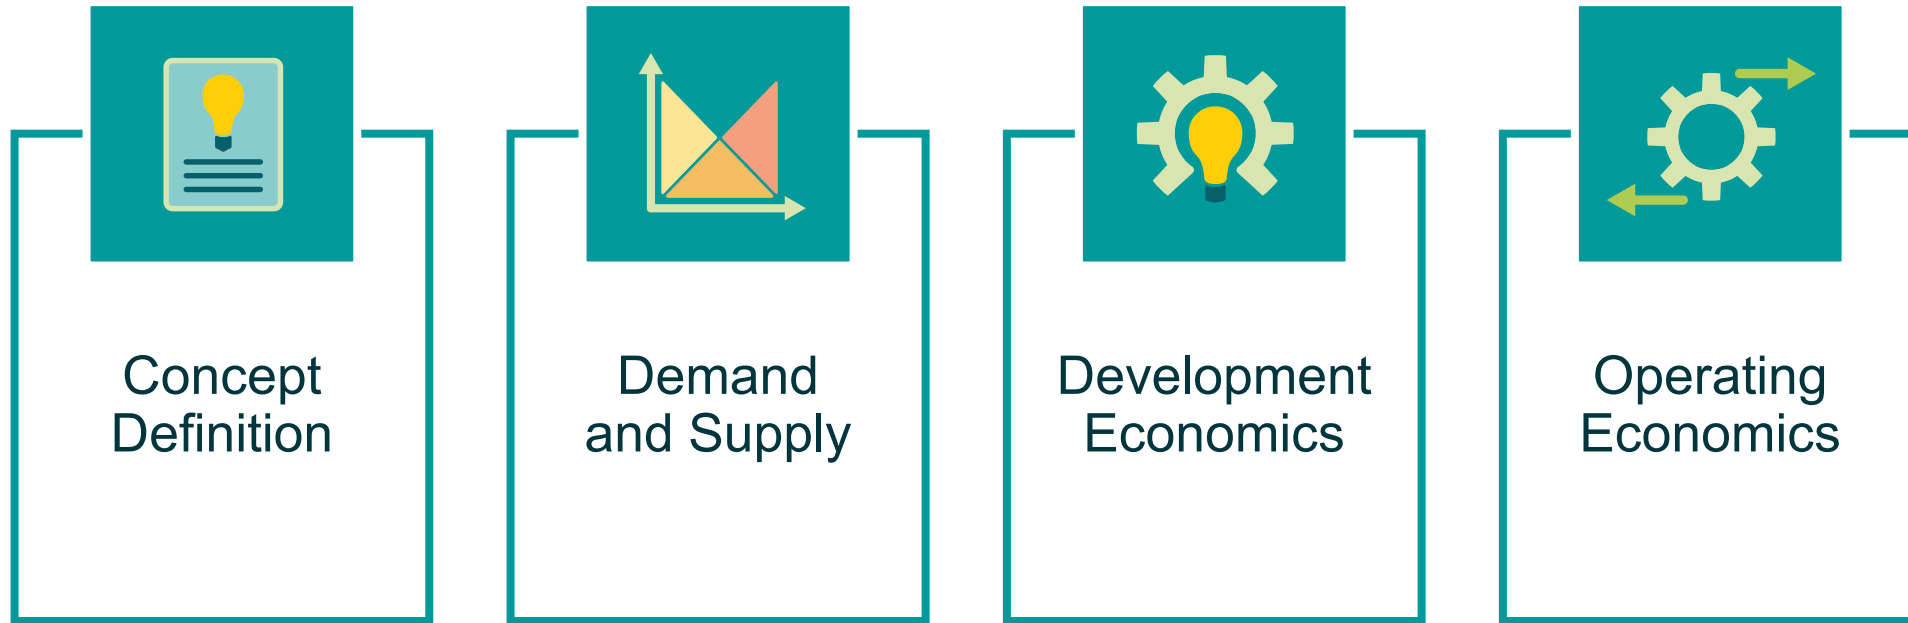 Concept
Definition
Demand
and Supply
Development
Economics
Operating
Economics